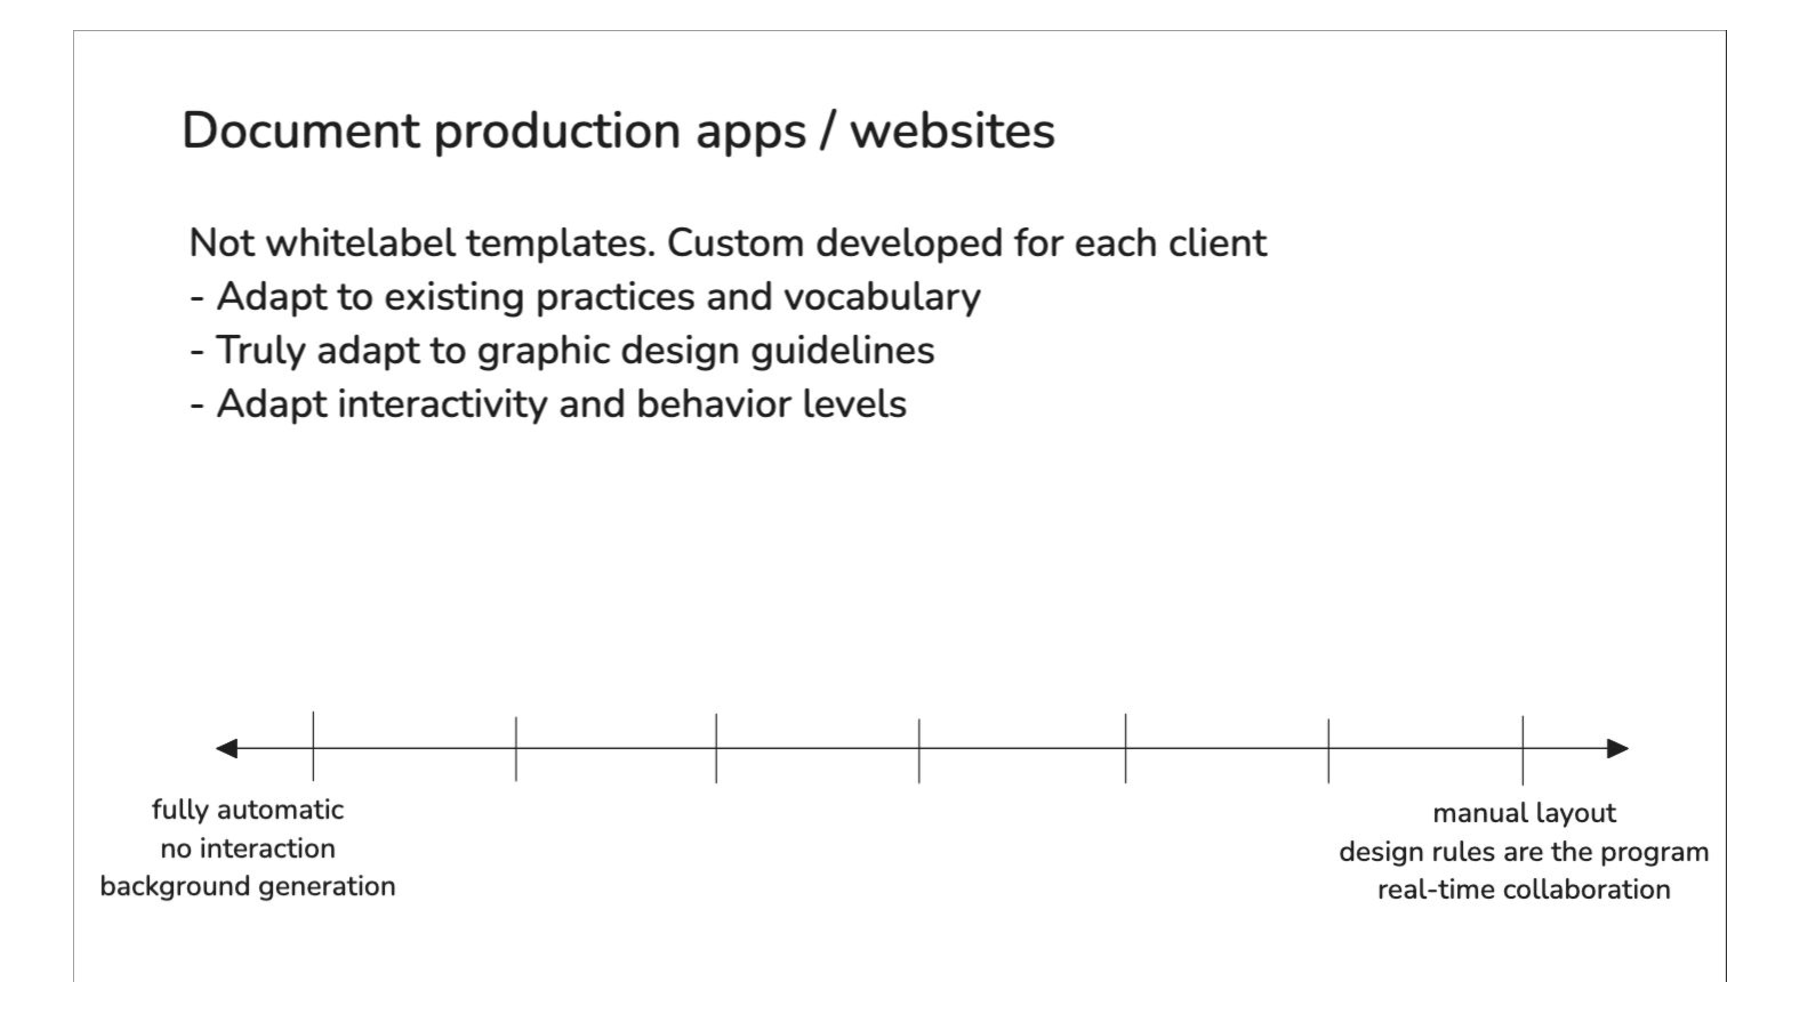 Document production apps / websites
Not whitelabel templates. Custom developed for each client
- Adapt to existing practices and vocabulary
- Truly adapt to graphic design guidelines
- Adapt interactivity and behavior levels
fully automatic
no interaction
background generation
manual layout
design rules are the program
real-time collaboration